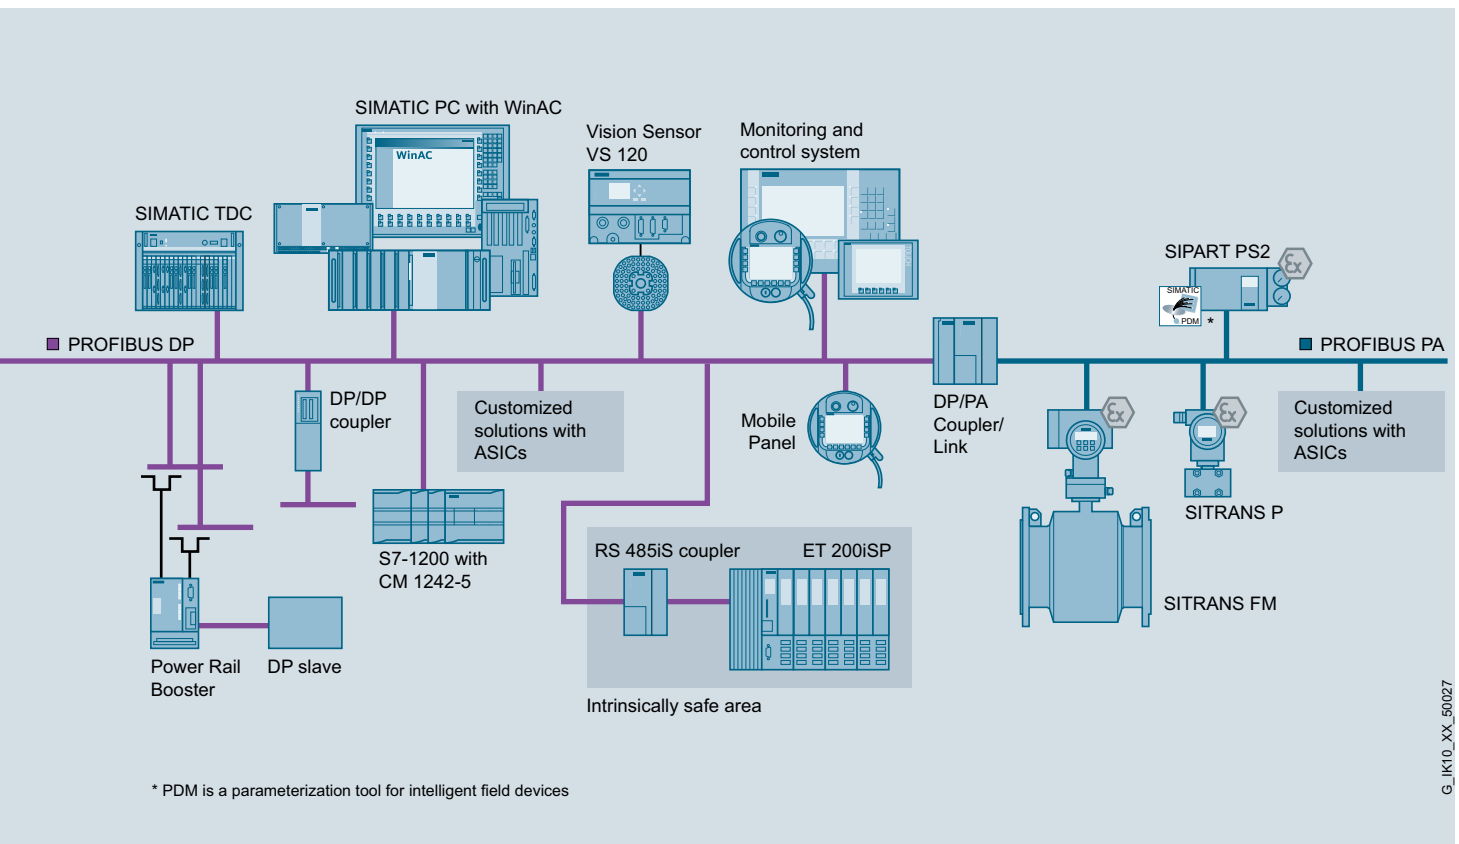 SIMATIC PC with WinAC
WinAC
Vision Sensor
VS 120
Monitoring and
control system
SIMATIC TDC
SIPART PS2
Ex
SIMATIC
PDM
*
PROFIBUS DP
PROFIBUS PA
DP/DP
coupler
Customized
solutions with
ASICs
Mobile
Panel
DP/PA
Coupler/
Link
Ex
Ex
Customized
solutions with
ASICs
SITRANS P
S7-1200 with
CM 1242-5
RS 485iS coupler
ET 200iSP
SITRANS FM
Power Rail
Booster
DP slave
Intrinsically safe area
G_IK10_XX_50027
* PDM is a parameterization tool for intelligent field devices